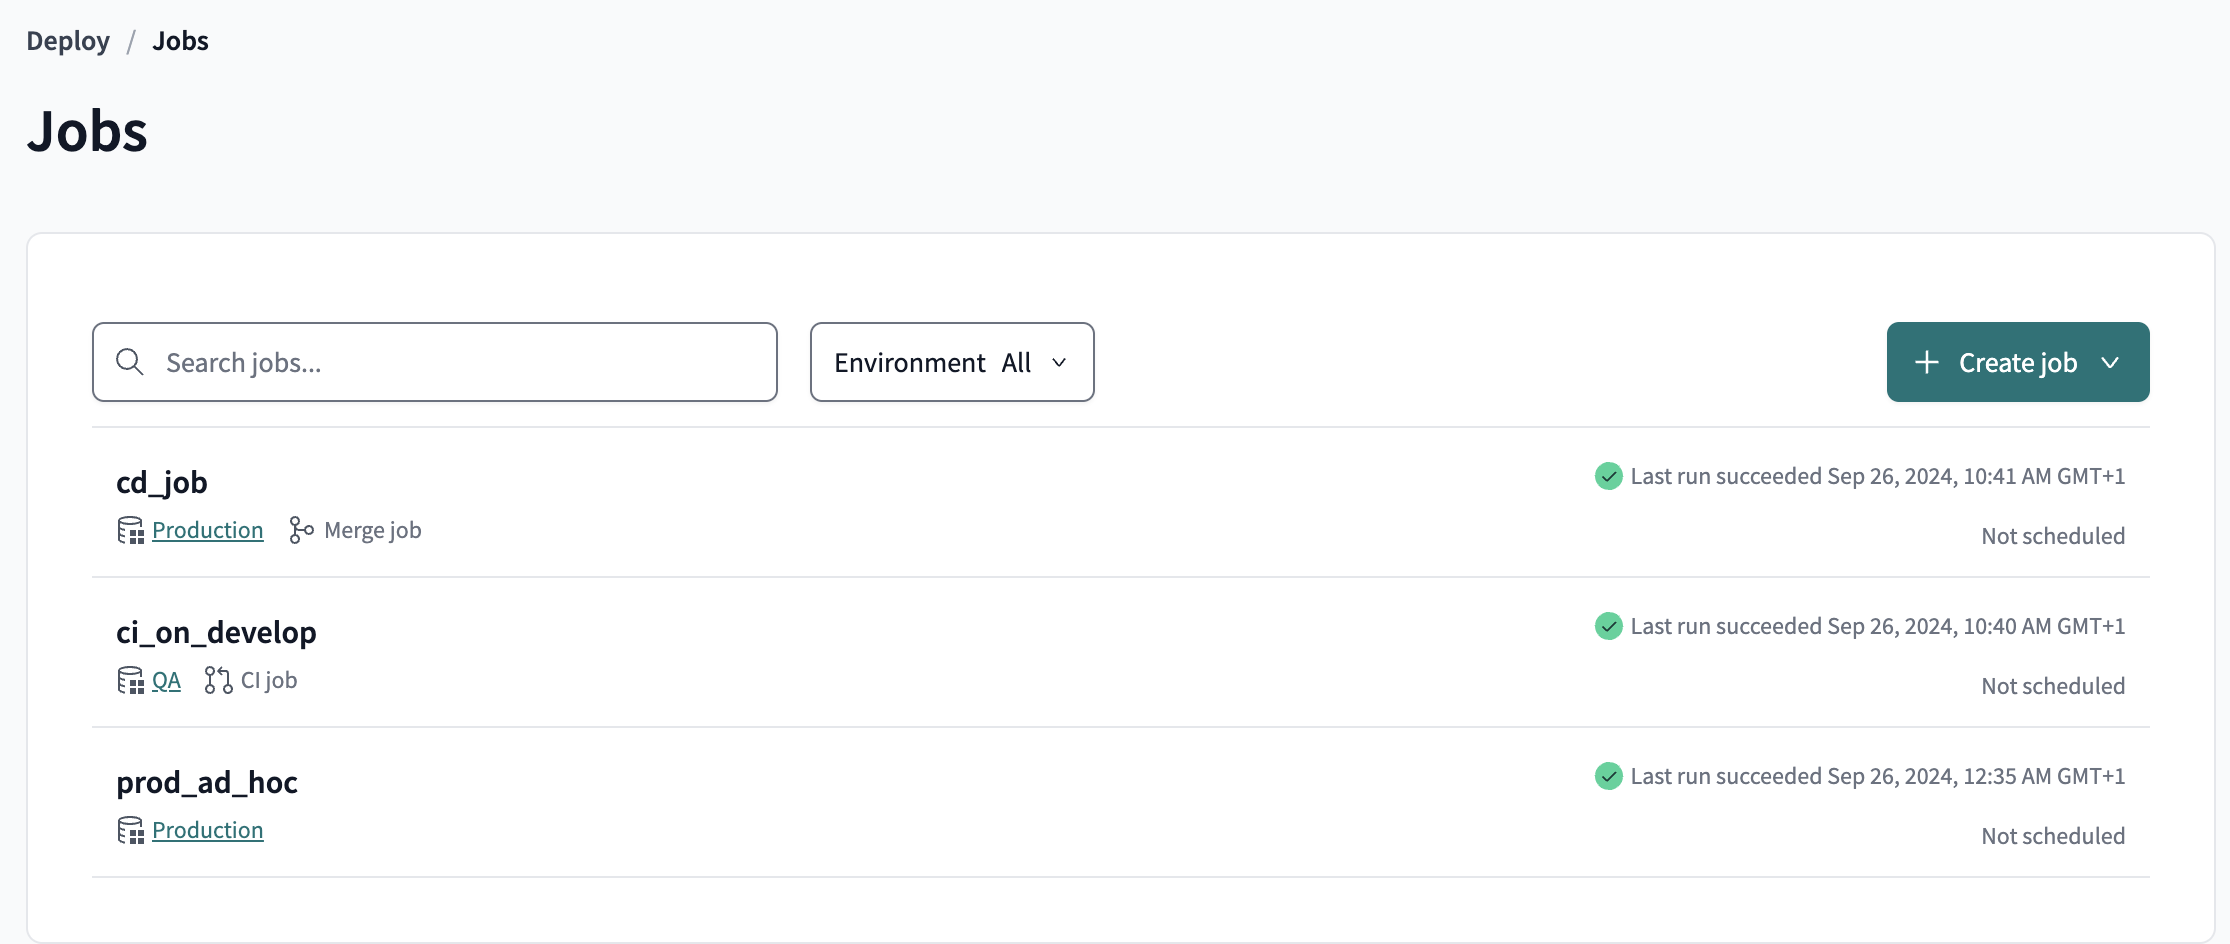 Deploy / Jobs
Jobs
Search jobs...
Environment All
Create job
cd_job
Last run succeeded Sep 26, 2024, 10:41 AM GMT+1
Production Merge job
Not scheduled
ci_on_develop
Last run succeeded Sep 26, 2024, 10:40 AM GMT+1
QA CI job
Not scheduled
prod_ad_hoc
Last run succeeded Sep 26, 2024, 12:35 AM GMT+1
Production
Not scheduled